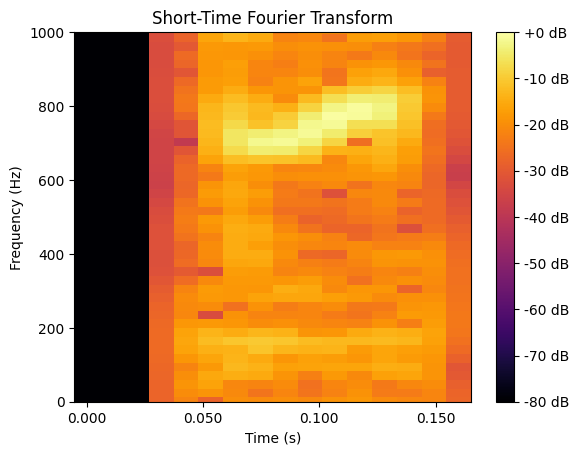 Short-Time Fourier Transform
1000
800
600
400
200
0
Frequency (Hz)
0.000
0.050
0.100
0.150
Time (s)
+0 dB
-10 dB
-20 dB
-30 dB
-40 dB
-50 dB
-60 dB
-70 dB
-80 dB